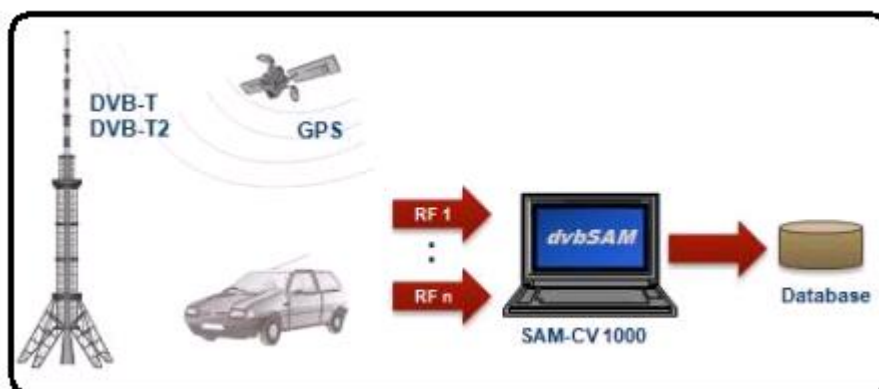 DVB-T
DVB-T2
GPS
RF 1
:
RF n
dvbSAM
SAM-CV 1000
Database